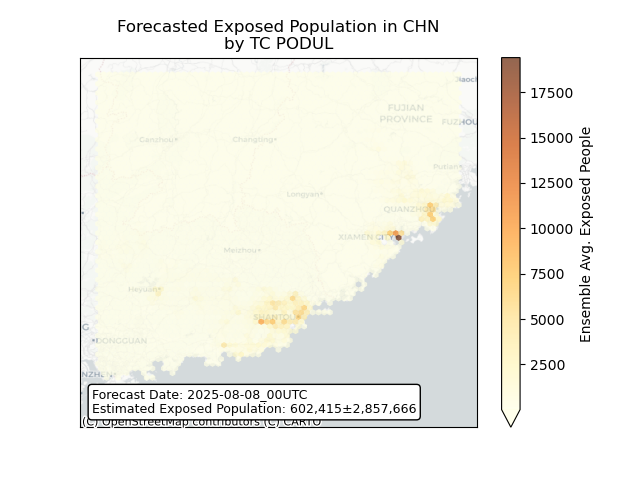 Forecasted Exposed Population in CHN
by TC PODUL
FUJIAN
PROVINCE
Ganzhou
Changting
Putian
Longyan
QUANZHOU
XIAMEN CITY
Meizhou
Heyuan
SHANTOU
DONGGUAN
Forecast Date: 2025-08-08_00UTC
Estimated Exposed Population: 602,415±2,857,666
(C) OpenStreetMap contributors (C) CARTO
17500
15000
12500
10000
7500
5000
2500
Ensemble Avg. Exposed People